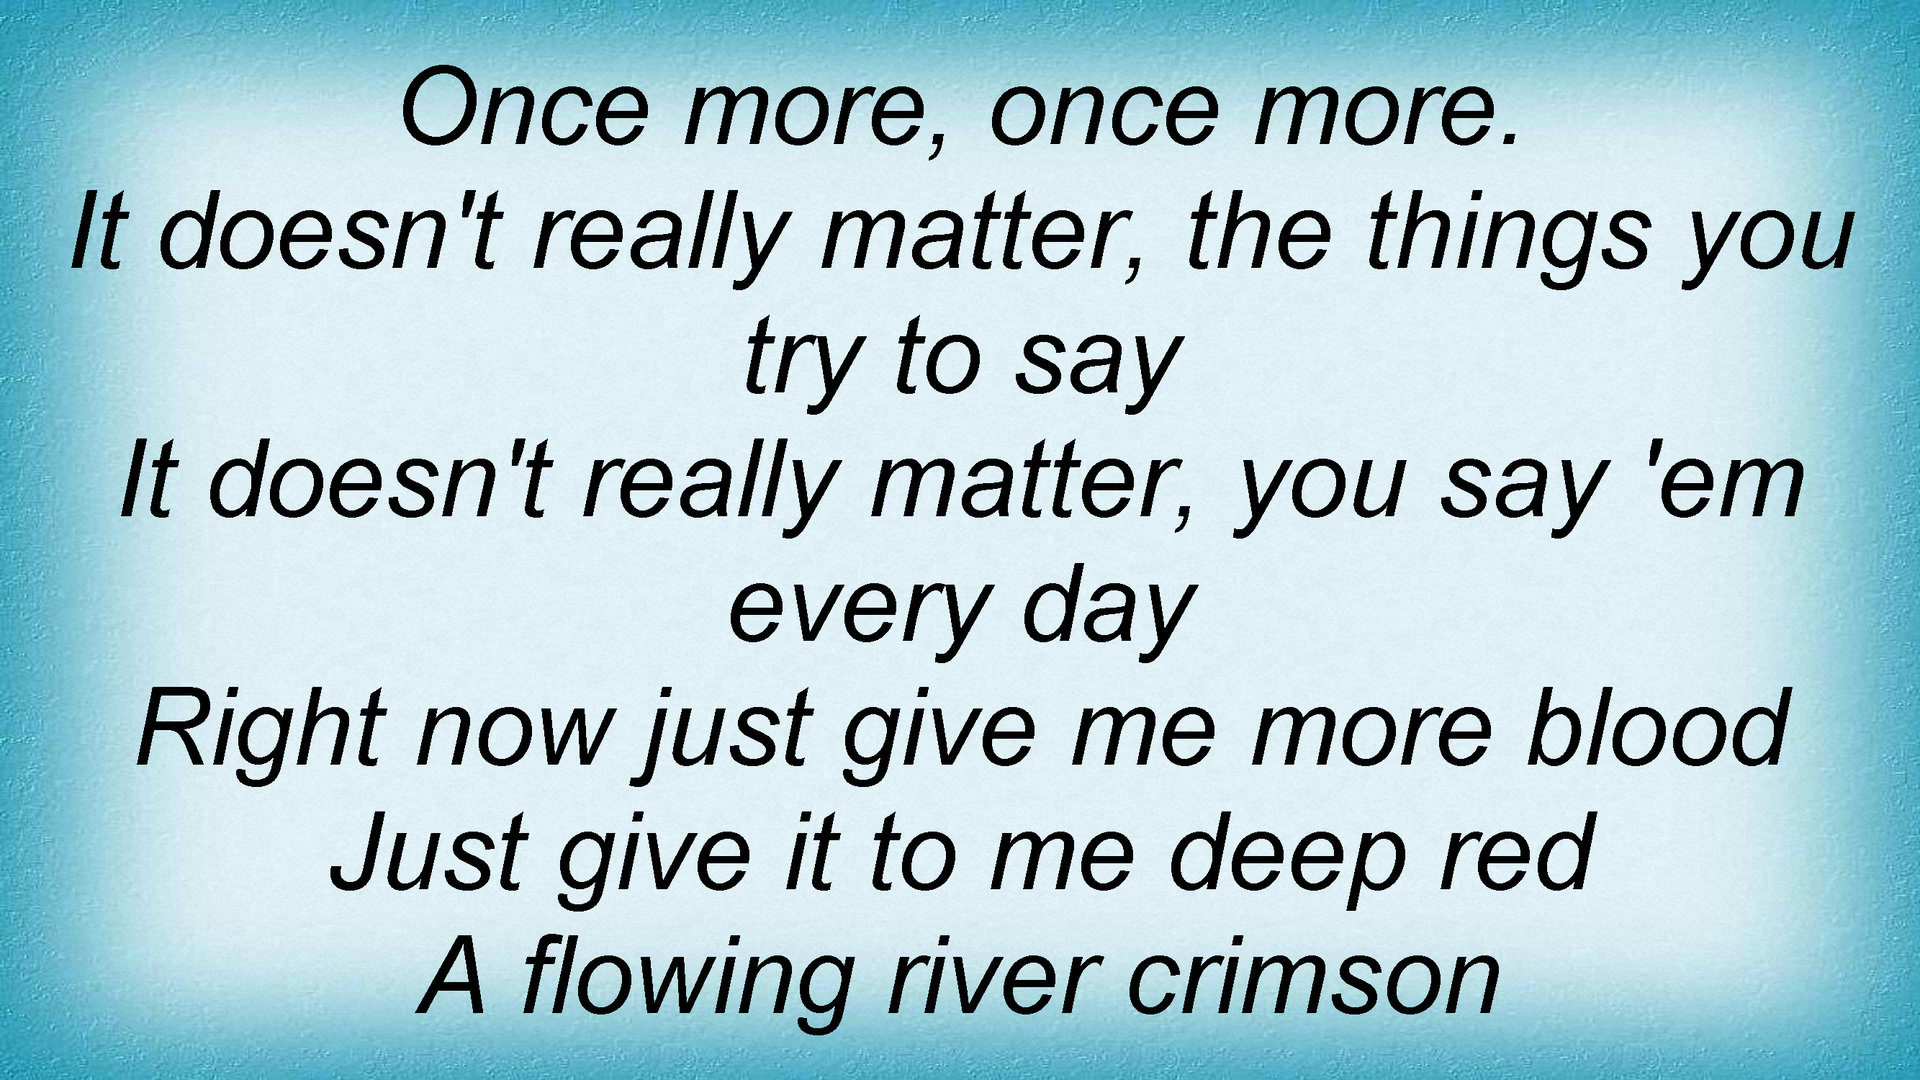 Once more, once more.
It doesn't really matter, the things you
try to say
It doesn't really matter, you say 'em
every day
Right now just give me more blood
Just give it to me deep red
A flowing river crimson